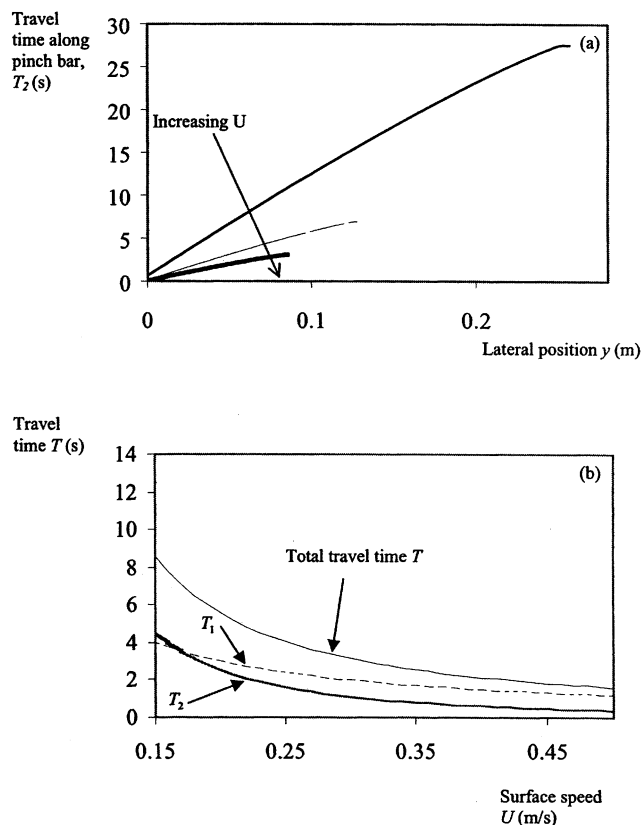 Travel
time along
pinch bar,
T₂ (s)
(a)
30
25
20
15
10
5
0
Increasing U
0
0.1
0.2
Lateral position y (m)
Travel
time T (s)
(b)
14
12
10
8
6
4
2
0
Total travel time T
T₁
T₂
0.15
0.25
0.35
0.45
Surface speed
U (m/s)